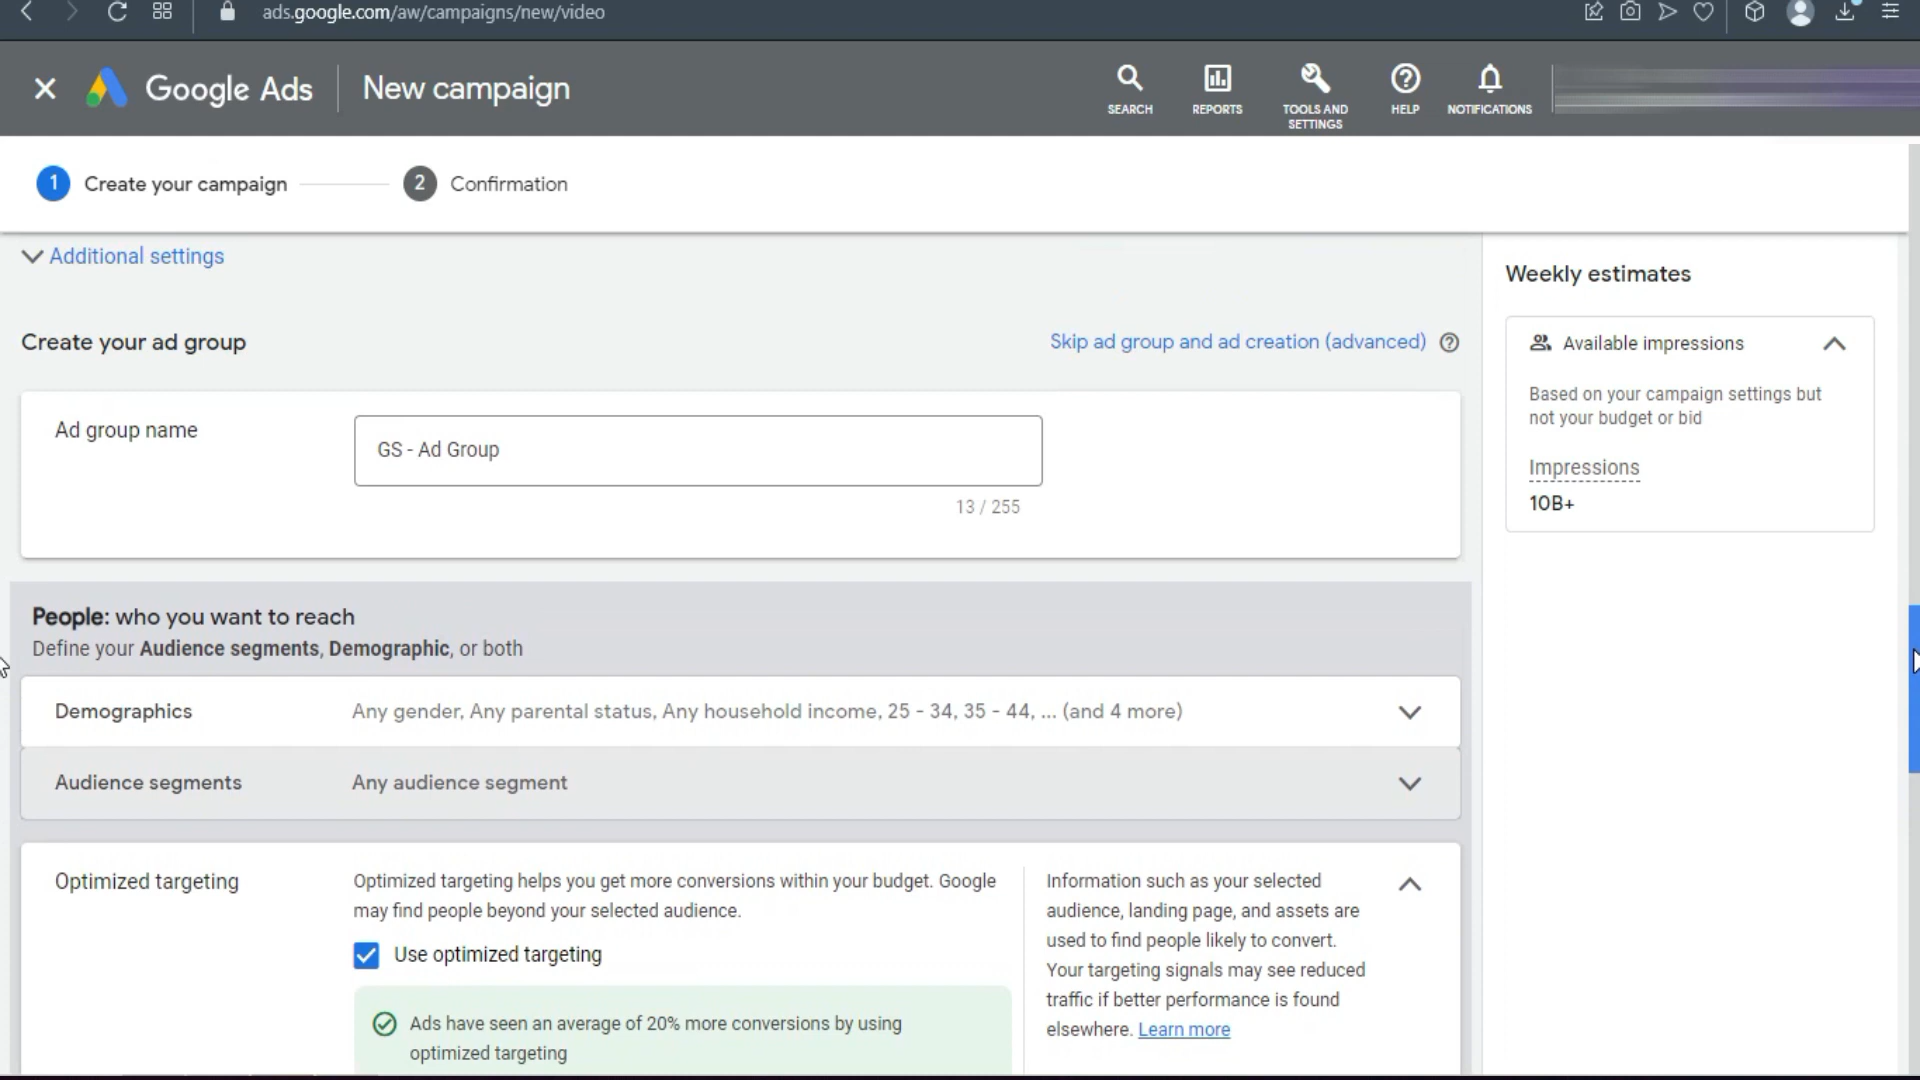 ads.google.com/aw/campaigns/new/video
Google Ads New campaign
SEARCH
REPORTS
TOOLS AND
SETTINGS
HELP
NOTIFICATIONS
1 Create your campaign
2 Confirmation
Additional settings
Create your ad group
Skip ad group and ad creation (advanced)
Ad group name
GS - Ad Group
13 / 255
People: who you want to reach
Define your Audience segments, Demographic, or both
Demographics Any gender, Any parental status, Any household income, 25 - 34, 35 - 44, ... (and 4 more)
Audience segments Any audience segment
Optimized targeting
Optimized targeting helps you get more conversions within your budget. Google
may find people beyond your selected audience.
Use optimized targeting
Ads have seen an average of 20% more conversions by using
optimized targeting
Information such as your selected
audience, landing page, and assets are
used to find people likely to convert.
Your targeting signals may see reduced
traffic if better performance is found
elsewhere. Learn more
Weekly estimates
Available impressions
Based on your campaign settings but
not your budget or bid
Impressions
10B+